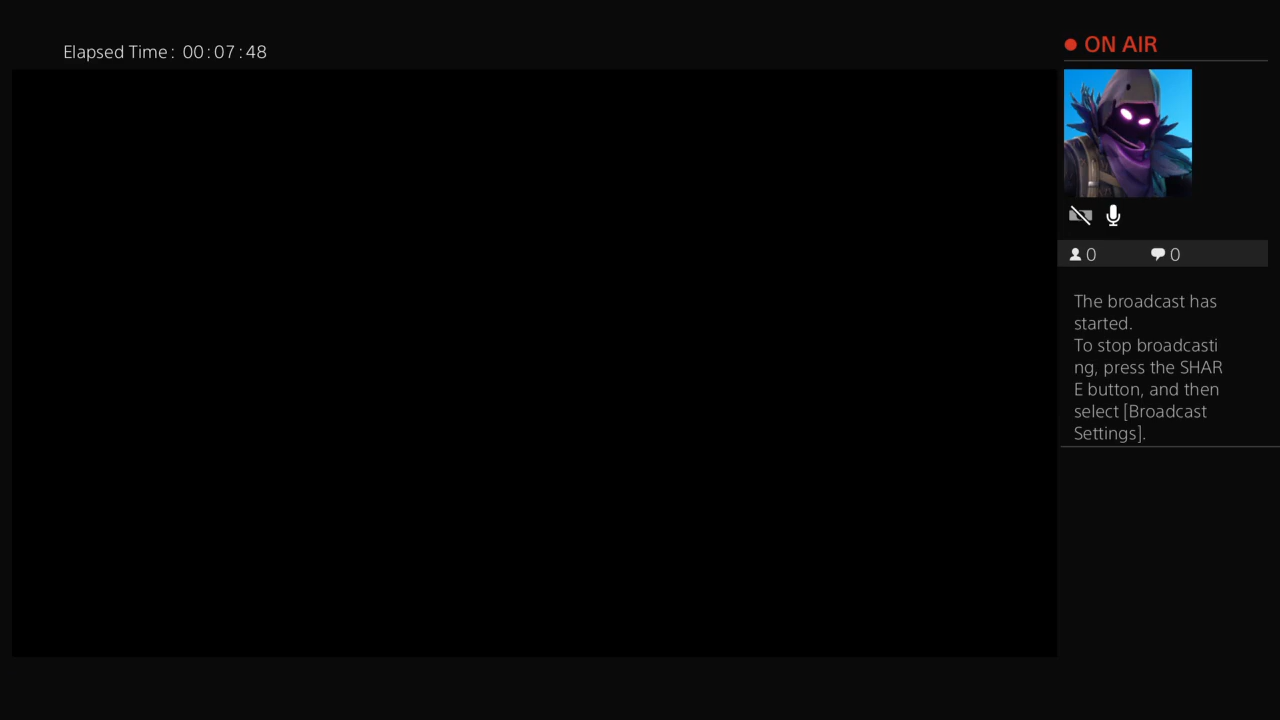 Elapsed Time: 00:07:48
ON AIR
0 0
The broadcast has
started.
To stop broadcasti
ng, press the SHAR
E button, and then
select [Broadcast
Settings].